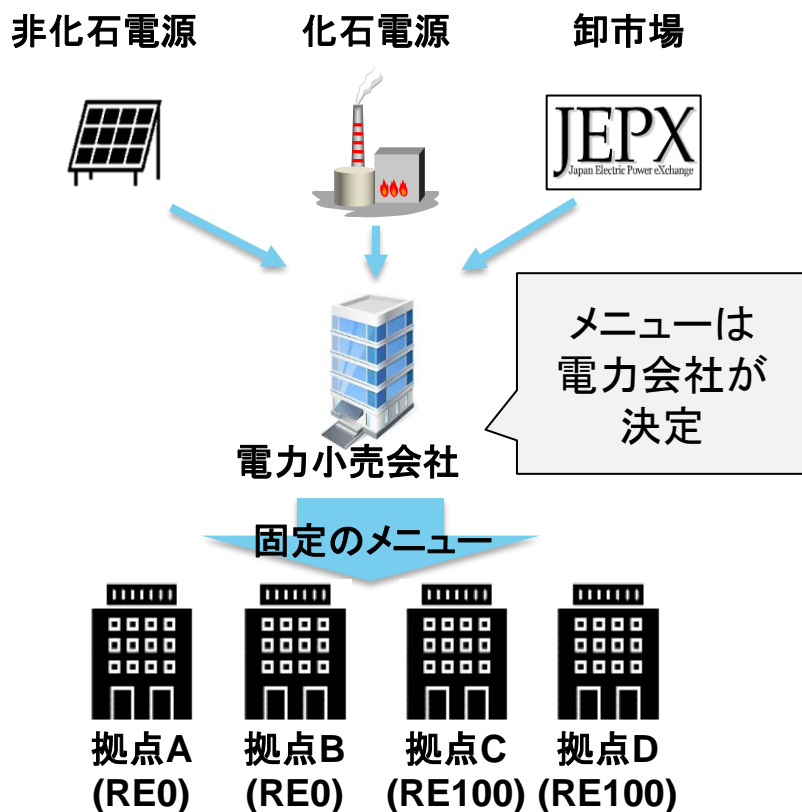 非化石電源
化石電源
卸市場
JEPX
Japan Electric Power eXchange
メニューは
電力会社が
決定
電力小売会社
固定のメニュー
拠点A
(RE0)
拠点B
(RE0)
拠点C
(RE100)
拠点D
(RE100)